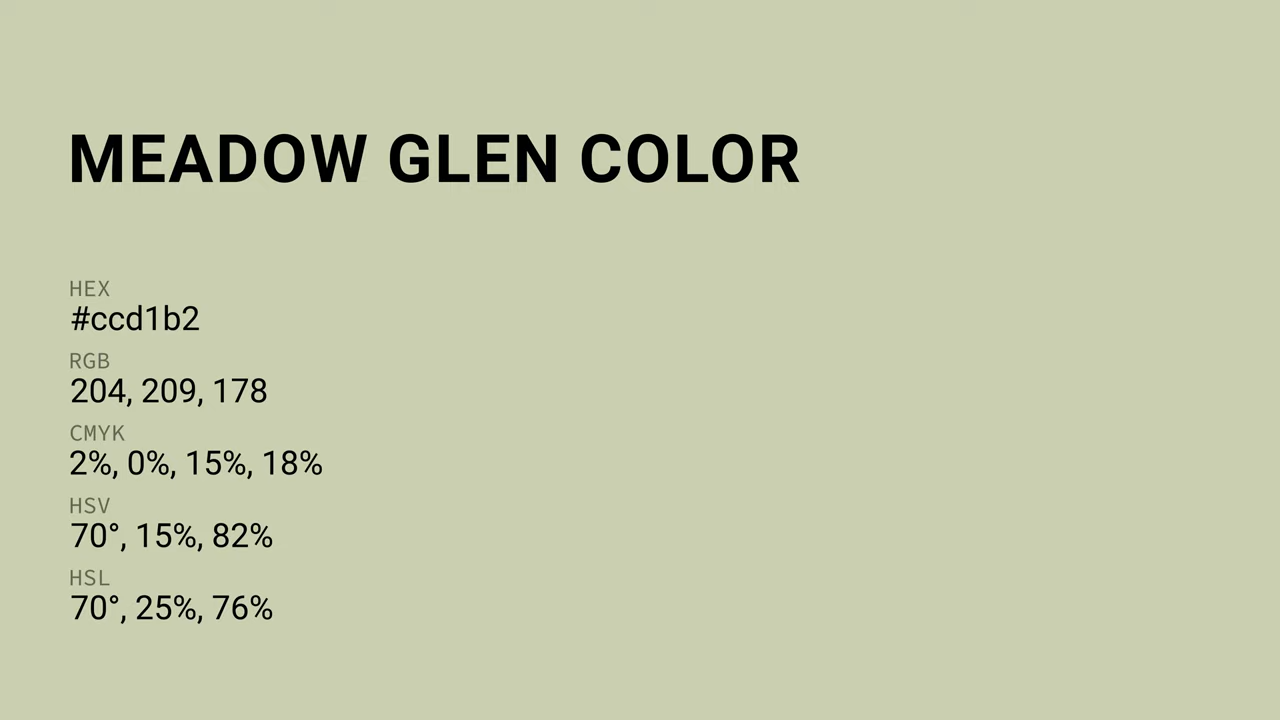 MEADOW GLEN COLOR
HEX
#ccd1b2
RGB
204, 209, 178
CMYK
2%, 0%, 15%, 18%
HSV
70°, 15%, 82%
HSL
70°, 25%, 76%